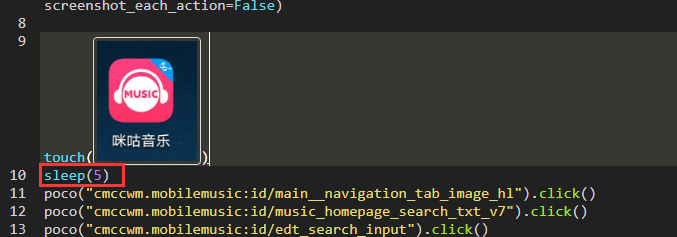 screenshot_each_action=False)
8
9
MUSIC
咪咕音乐
touch()
10 sleep(5)
11 poco("cmccwm.mobilemusic:id/main__navigation_tab_image_hl").click()
12 poco("cmccwm.mobilemusic:id/music_homepage_search_txt_v7").click()
13 poco("cmccwm.mobilemusic:id/edt_search_input").click()